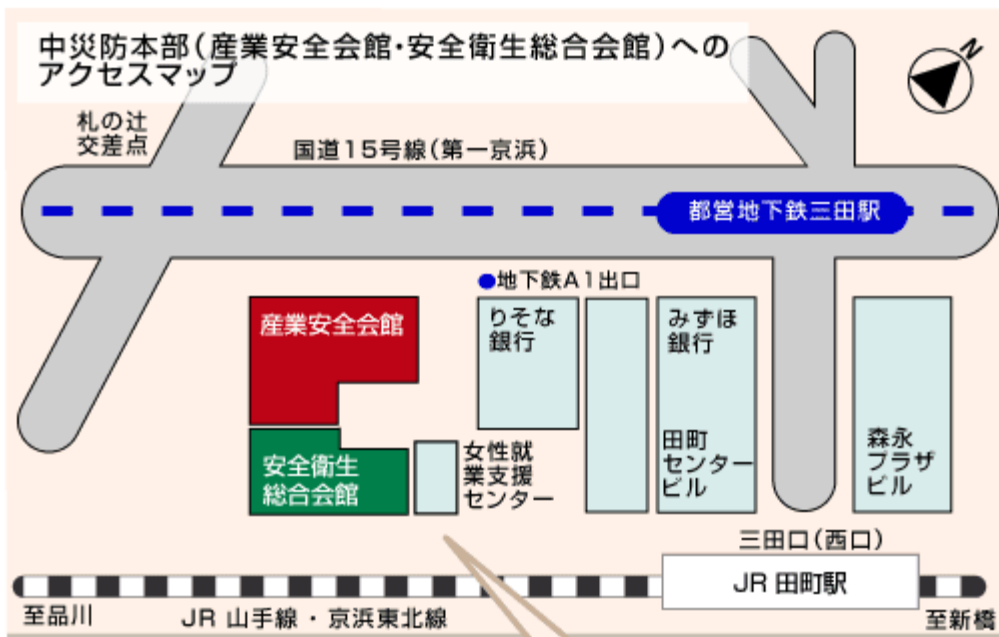 中災防本部(産業安全会館・安全衛生総合会館)への
アクセスマップ
N
札の辻
交差点
国道15号線(第一京浜)
都営地下鉄三田駅
地下鉄A1出口
産業安全会館
りそな
銀行
みずほ
銀行
田町
センター
ビル
森永
プラザ
ビル
安全衛生
総合会館
女性就
業支援
センター
三田口(西口)
JR 田町駅
至品川
JR 山手線・京浜東北線
至新橋